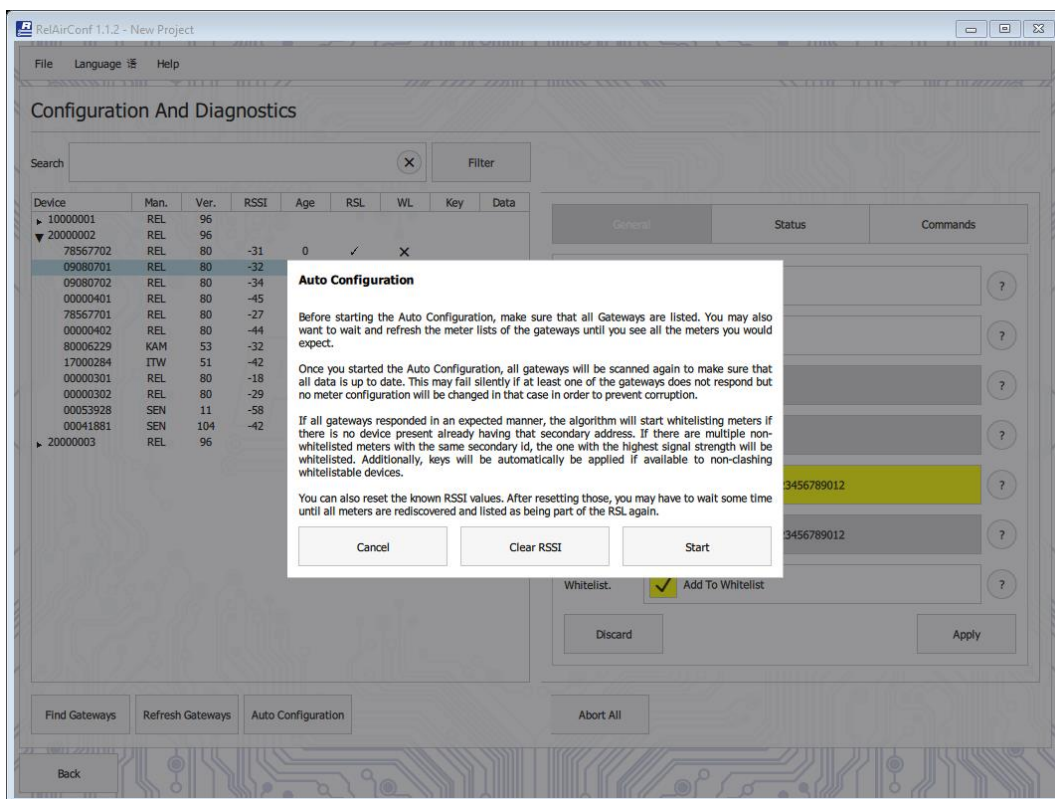 RelAirConf 1.1.2 - New Project
File Language 语 Help
Configuration And Diagnostics
Search Filter
Device Man. Ver. RSSI Age RSL WL Key Data
10000001 REL 96
20000002 REL 96
78567702 REL 80 -31 0 ✓ ✕
09080701 REL 80 -32
09080702 REL 80 -34
00000401 REL 80 -45
78567701 REL 80 -27
00000402 REL 80 -44
80006229 KAM 53 -32
17000284 ITW 51 -42
00000301 REL 80 -18
00000302 REL 80 -29
00053928 SEN 11 -58
00041881 SEN 104 -42
20000003 REL 96
General Status Commands
Auto Configuration
Before starting the Auto Configuration, make sure that all Gateways are listed. You may also
want to wait and refresh the meter lists of the gateways until you see all the meters you would
expect.
Once you started the Auto Configuration, all gateways will be scanned again to make sure that
all data is up to date. This may fail silently if at least one of the gateways does not respond but
no meter configuration will be changed in that case in order to prevent corruption.
If all gateways responded in an expected manner, the algorithm will start whitelisting meters if
there is no device present already having that secondary address. If there are multiple non-
whitelisted meters with the same secondary id, the one with the highest signal strength will be
whitelisted. Additionally, keys will be automatically be applied if available to non-clashing
whitelistable devices.
You can also reset the known RSSI values. After resetting those, you may have to wait some time
until all meters are rediscovered and listed as being part of the RSL again.
Cancel Clear RSSI Start
?
?
?
?
23456789012 ?
23456789012 ?
Whitelist. Add To Whitelist ?
Discard Apply
Find Gateways Refresh Gateways Auto Configuration Abort All
Back